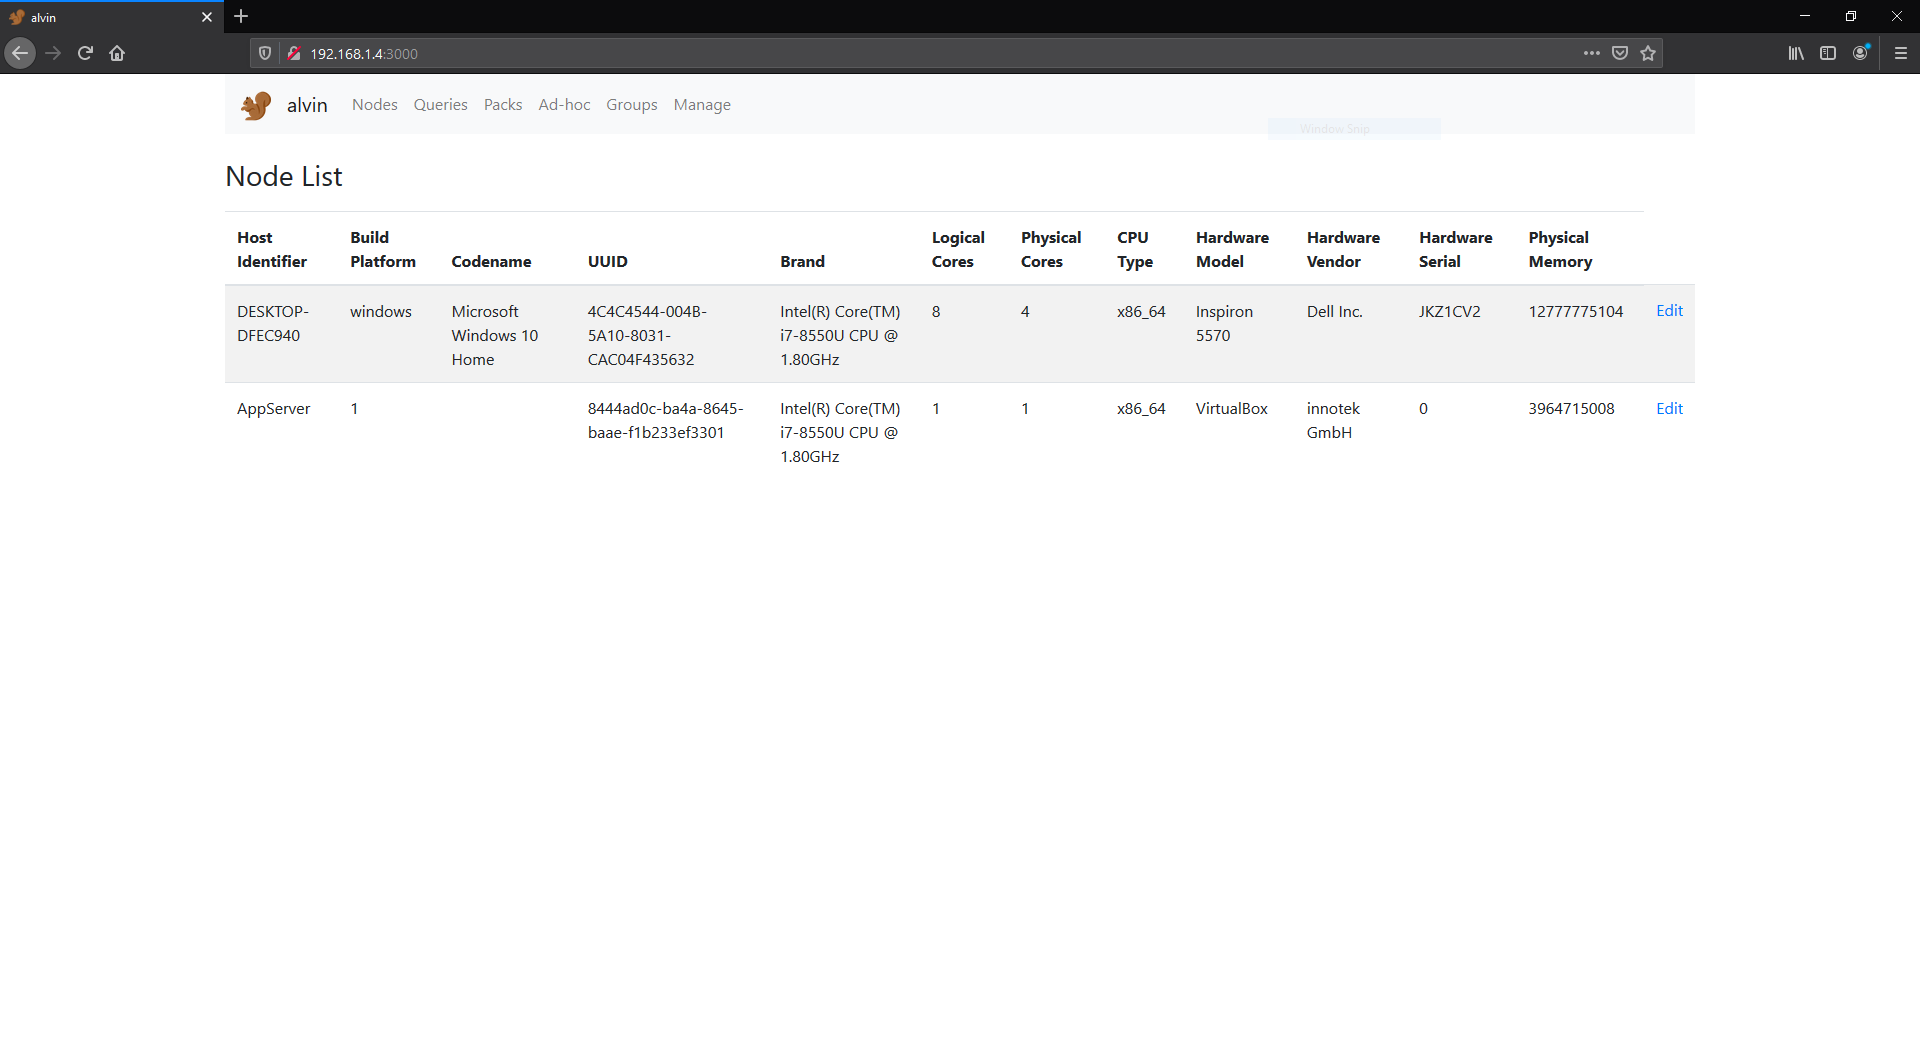 alvin
192.168.1.4:3000
alvin Nodes Queries Packs Ad-hoc Groups Manage
Window Snip
Node List
Host Identifier Build Platform Codename UUID Brand Logical Cores Physical Cores CPU Type Hardware Model Hardware Vendor Hardware Serial Physical Memory
DESKTOP- windows Microsoft 4C4C4544-004B- Intel(R) Core(TM) 8 4 x86_64 Inspiron Dell Inc. JKZ1CV2 12777775104 Edit
DFEC940 Windows 10 5A10-8031- i7-8550U CPU @ 5570
Home CAC04F435632 1.80GHz
AppServer 1 8444ad0c-ba4a-8645- Intel(R) Core(TM) 1 1 x86_64 VirtualBox innotek 0 3964715008 Edit
baae-f1b233ef3301 i7-8550U CPU @ GmbH
1.80GHz